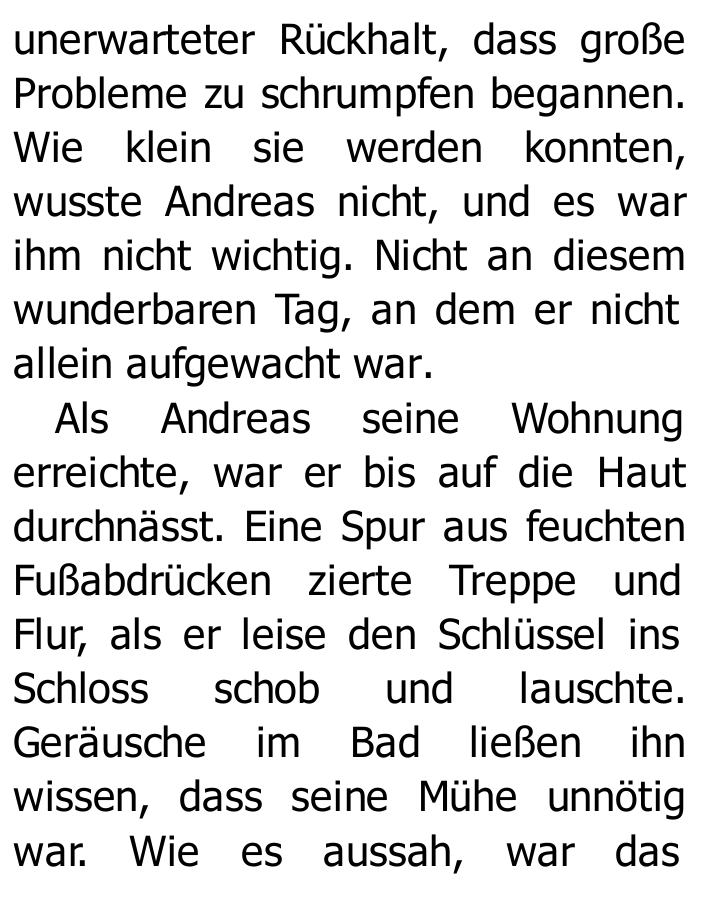 unerwarteter Rückhalt, dass große
Probleme zu schrumpfen begannen.
Wie klein sie werden konnten,
wusste Andreas nicht, und es war
ihm nicht wichtig. Nicht an diesem
wunderbaren Tag, an dem er nicht
allein aufgewacht war.
Als Andreas seine Wohnung
erreichte, war er bis auf die Haut
durchnässt. Eine Spur aus feuchten
Fußabdrücken zierte Treppe und
Flur, als er leise den Schlüssel ins
Schloss schob und lauschte.
Geräusche im Bad ließen ihn
wissen, dass seine Mühe unnötig
war. Wie es aussah, war das